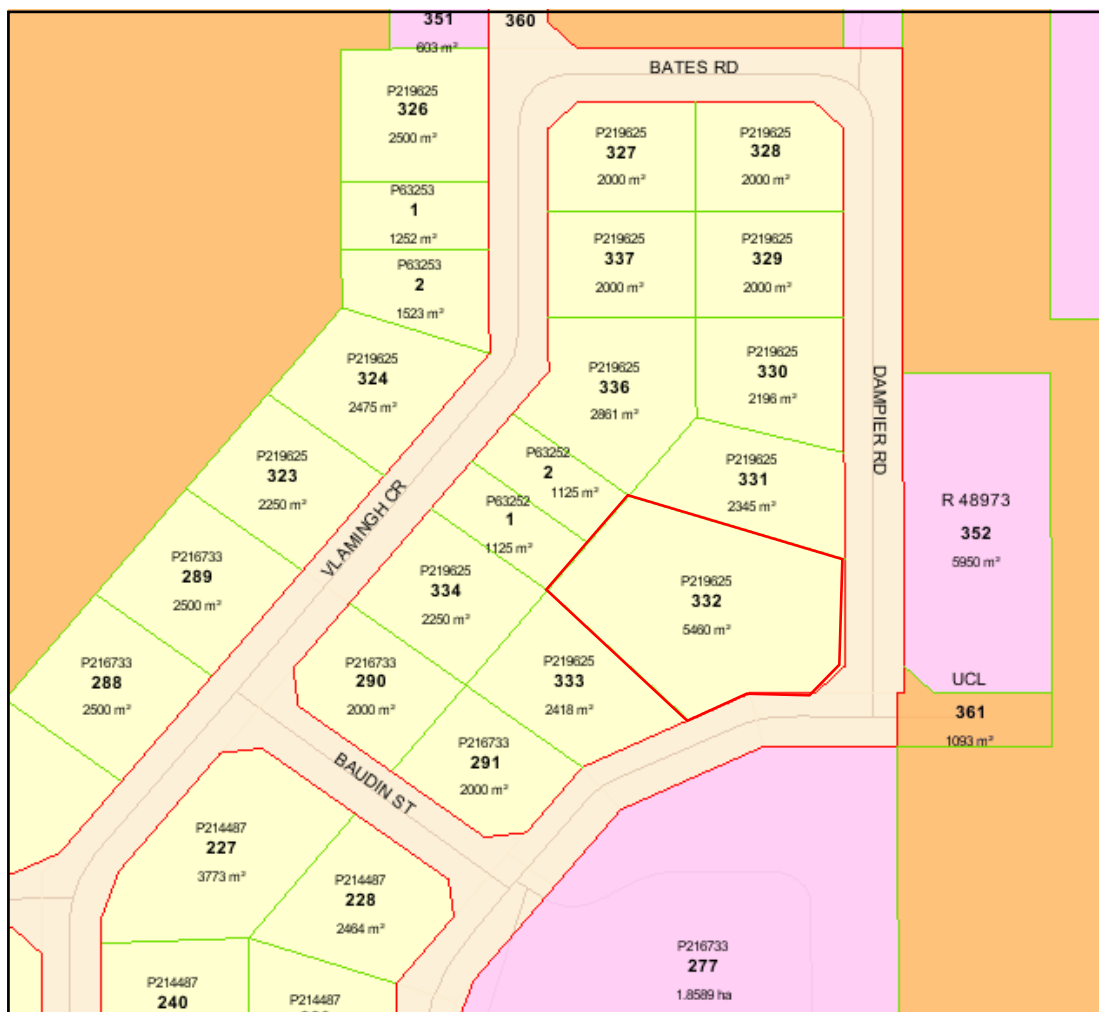 351
603 m²
360
BATES RD
P219625
326
2500 m²
P219625
327
2000 m²
P219625
328
2000 m²
P63253
1
1252 m²
P63253
2
1523 m²
P219625
337
2000 m²
P219625
329
2000 m²
P219625
324
2475 m²
P219625
336
2861 m²
P219625
330
2196 m²
DAMPIER RD
P219625
323
2250 m²
P63252
2
1125 m²
P219625
331
2345 m²
VLAMINGH CR
P63252
1
1125 m²
R 48973
352
5950 m²
P216733
289
2500 m²
P219625
334
2250 m²
P219625
332
5460 m²
P216733
288
2500 m²
P216733
290
2000 m²
P219625
333
2418 m²
UCL
361
1093 m²
P216733
291
2000 m²
BAUDIN ST
P214487
227
3773 m²
P214487
228
2464 m²
P216733
277
1.8589 ha
P214487
240
P214487